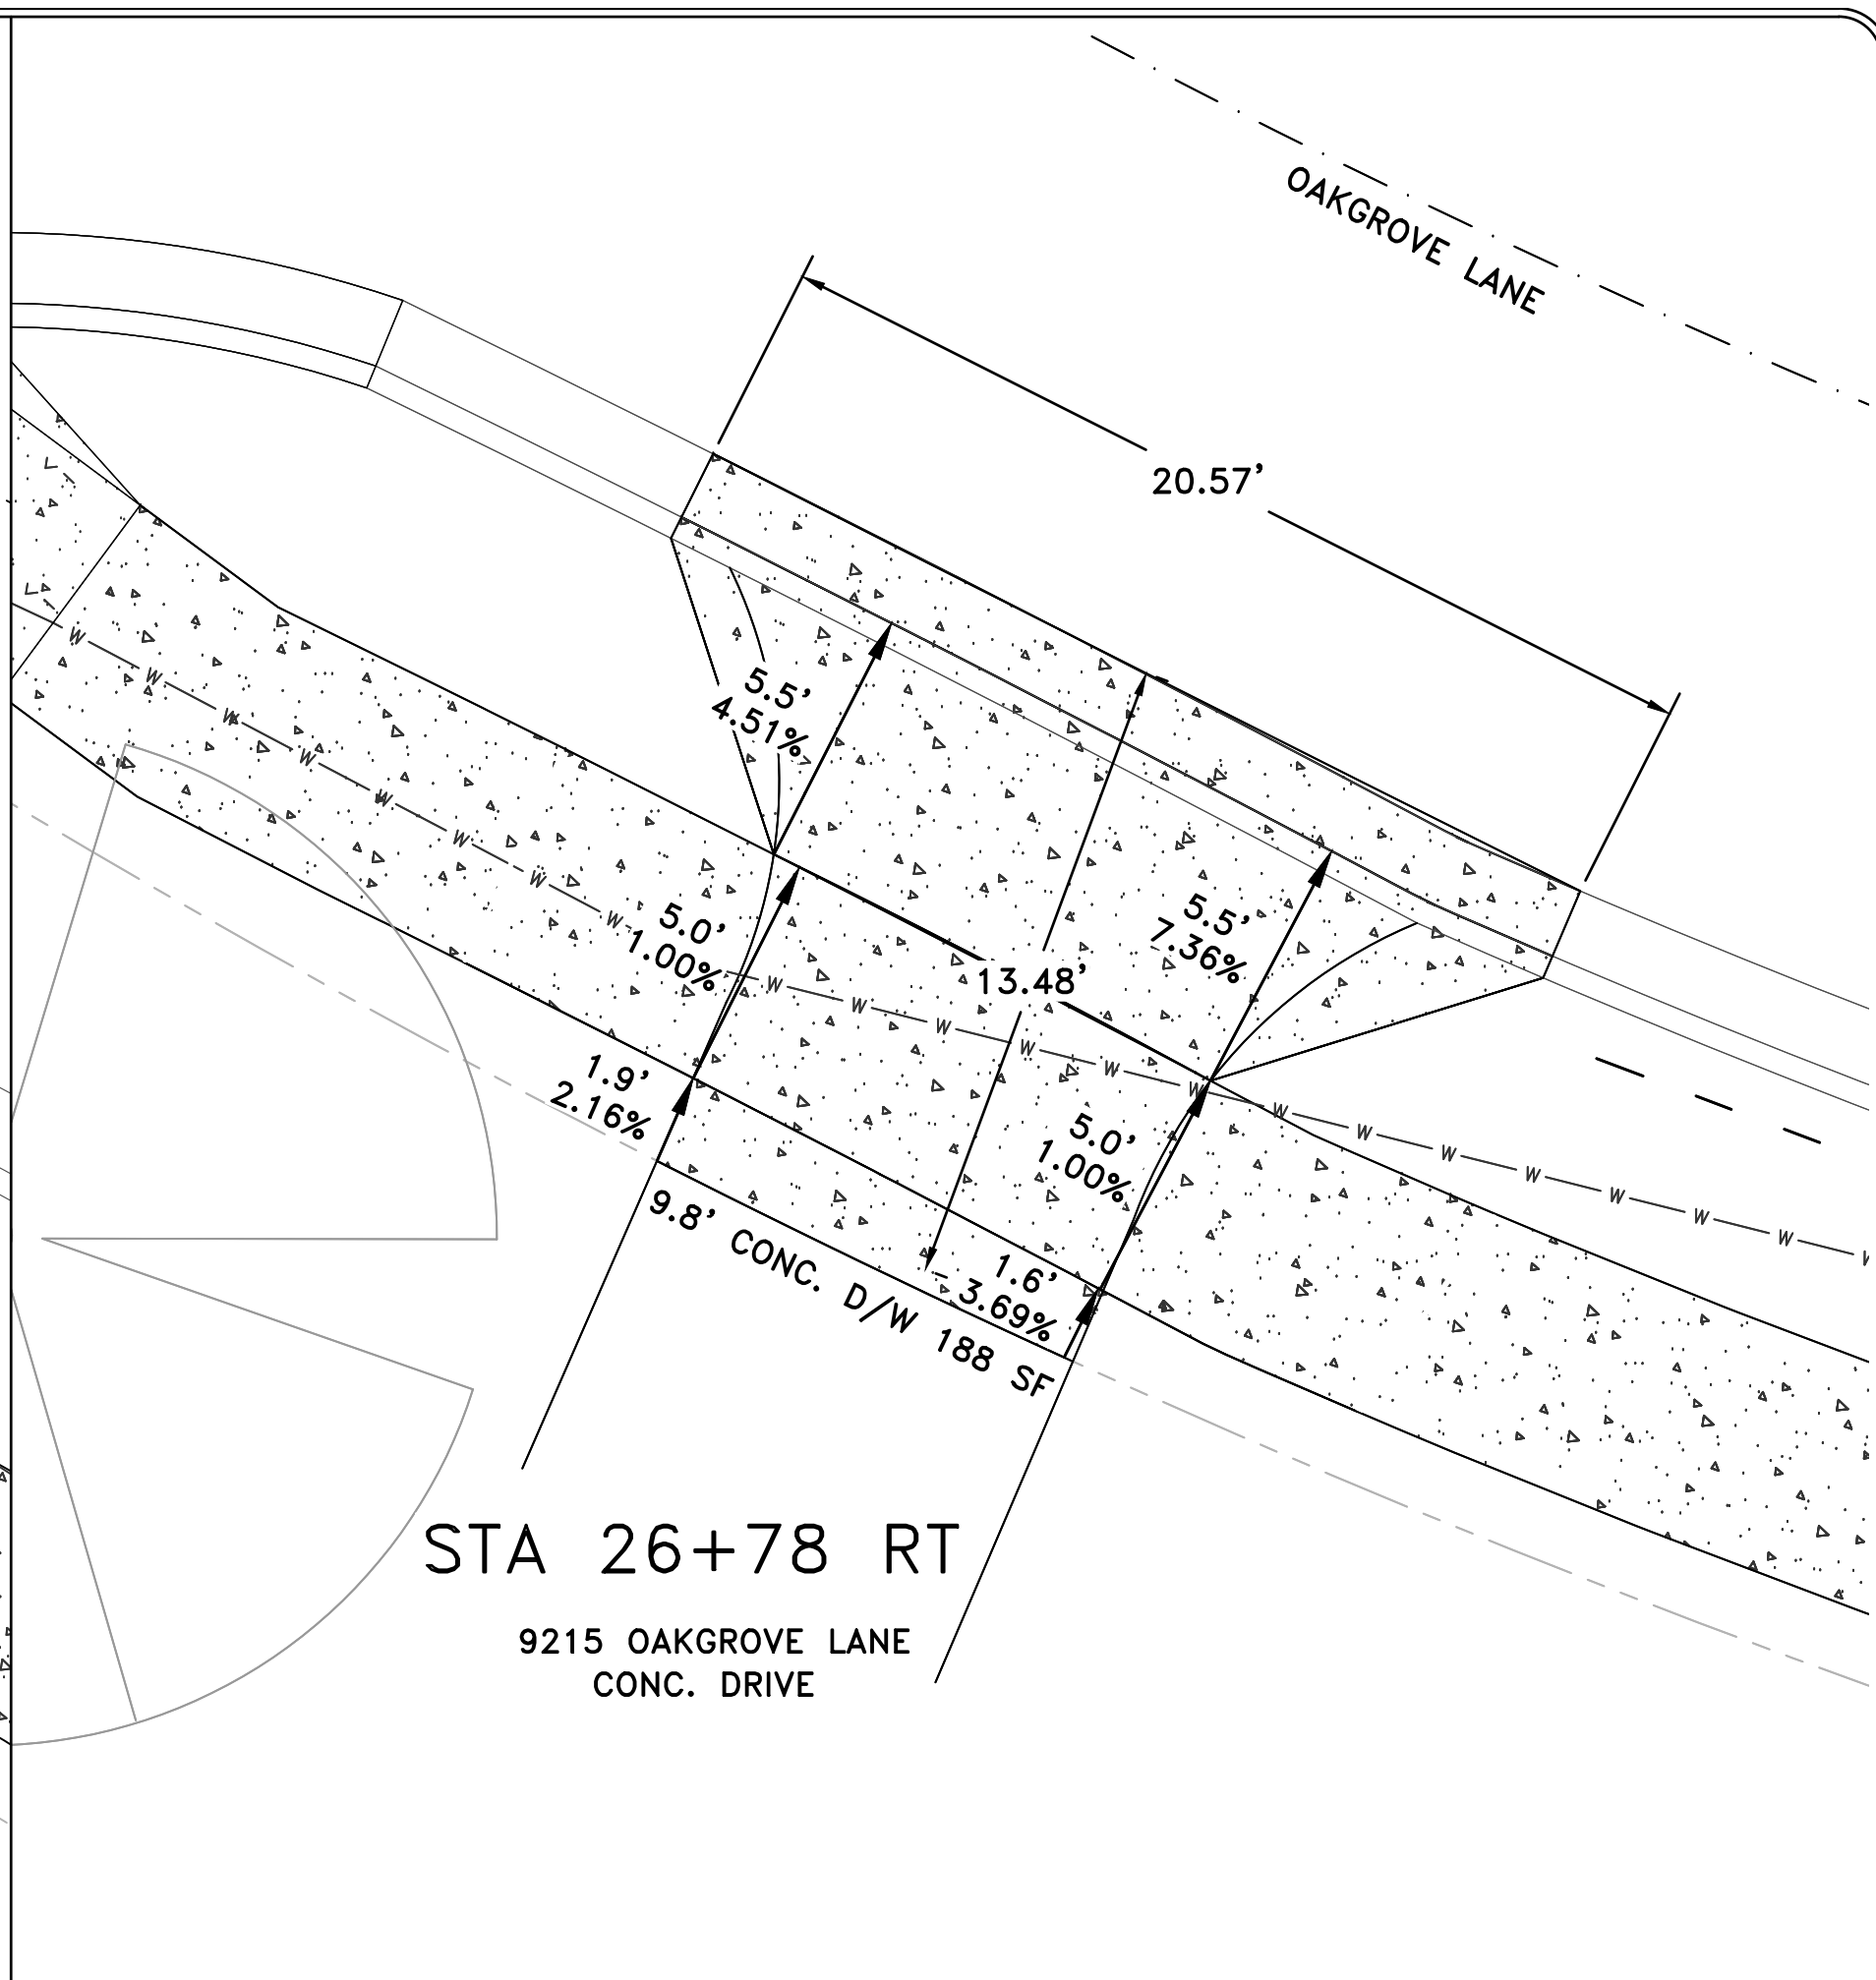 OAKGROVE LANE
20.57'
5.5'
4.51%
5.5'
7.36%
5.0'
1.00%
13.48'
5.0'
1.00%
1.9'
2.16%
1.6'
3.69%
9.8' CONC. D/W 188 SF
W W W W W W W W
W W W W W W W W W W W W W W
STA 26+78 RT
9215 OAKGROVE LANE
CONC. DRIVE